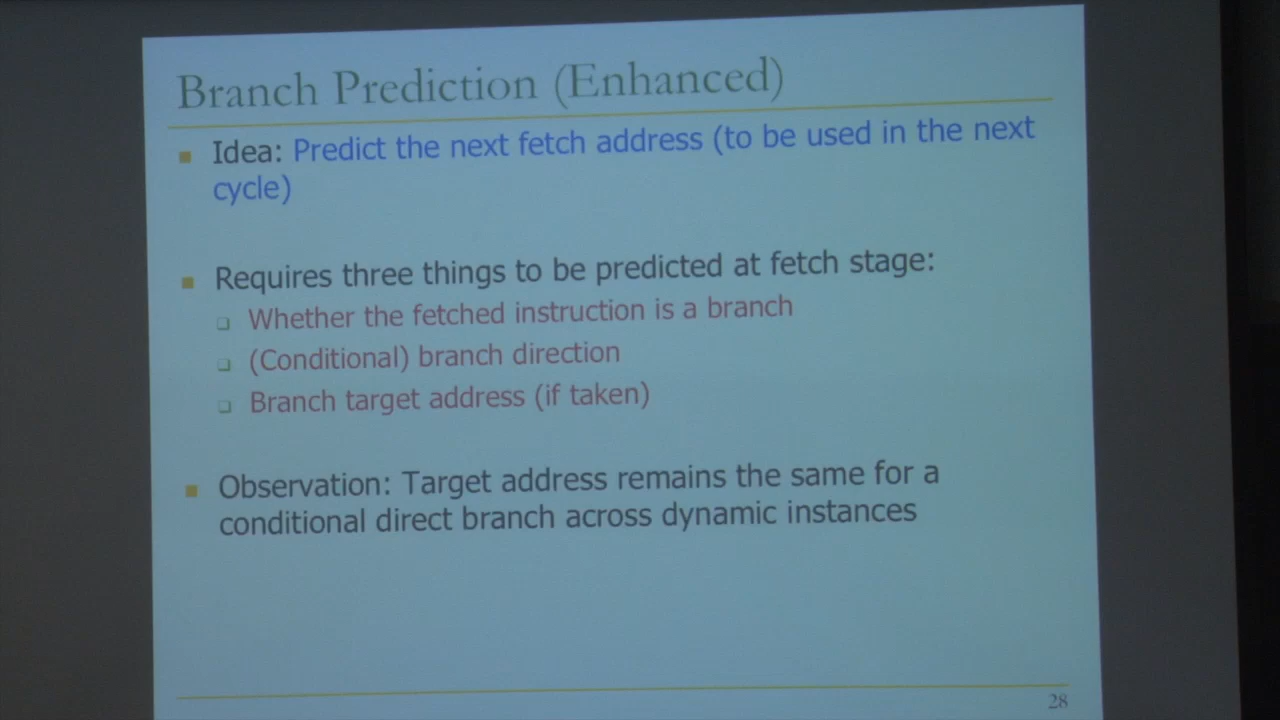 Branch Prediction (Enhanced)
Idea: Predict the next fetch address (to be used in the next
cycle)
Requires three things to be predicted at fetch stage:
Whether the fetched instruction is a branch
(Conditional) branch direction
Branch target address (if taken)
Observation: Target address remains the same for a
conditional direct branch across dynamic instances
28